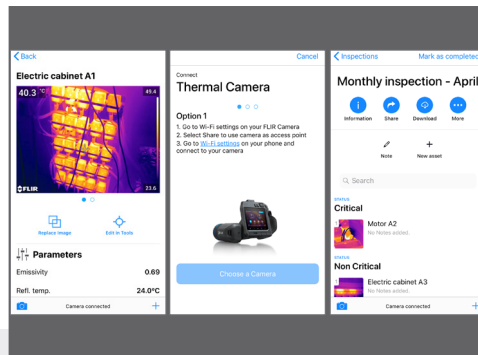 Back
Electric cabinet A1
40.3 °C
49.4
23.6
FLIR
Replace Image
Edit in Tools
Parameters
Emissivity
0.69
Refl. temp.
24.0°C
Camera connected
Cancel
Connect
Thermal Camera
Option 1
1. Go to Wi-Fi settings on your FLIR Camera
2. Select Share to use camera as access point
3. Go to Wi-Fi settings on your phone and
connect to your camera
Choose a Camera
Inspections
Mark as completed
Monthly inspection - April
Information
Share
Download
More
Note
New asset
Search
STATUS
Critical
Motor A2
No Notes added.
STATUS
Non Critical
Electric cabinet A3
No Notes added.
Camera connected